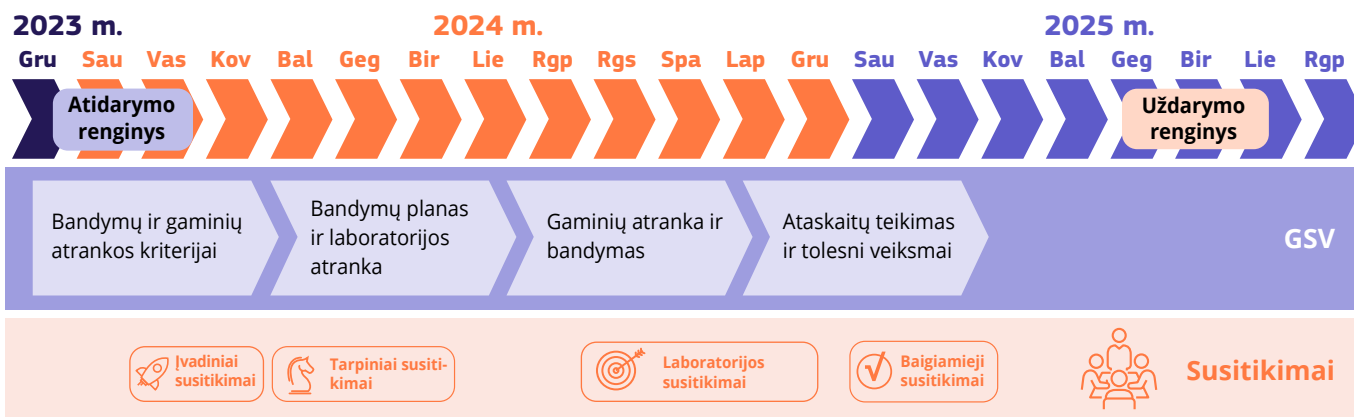 2023 m.
2024 m.
2025 m.
Gru Sau Vas Kov Bal Geg Bir Lie Rgp Rgs Spa Lap Gru Sau Vas Kov Bal Geg Bir Lie Rgp
Atidarymo
renginys
Uždarymo
renginys
Bandymų ir gaminių
atrankos kriterijai
Bandymų planas
ir laboratorijos
atranka
Gaminių atranka ir
bandymas
Ataskaitų teikimas
ir tolesni veiksmai
GSV
Įvadiniai
susitikimai
Tarpiniai susiti-
kimai
Laboratorijos
susitikimai
Baigiamieji
susitikimai
Susitikimai